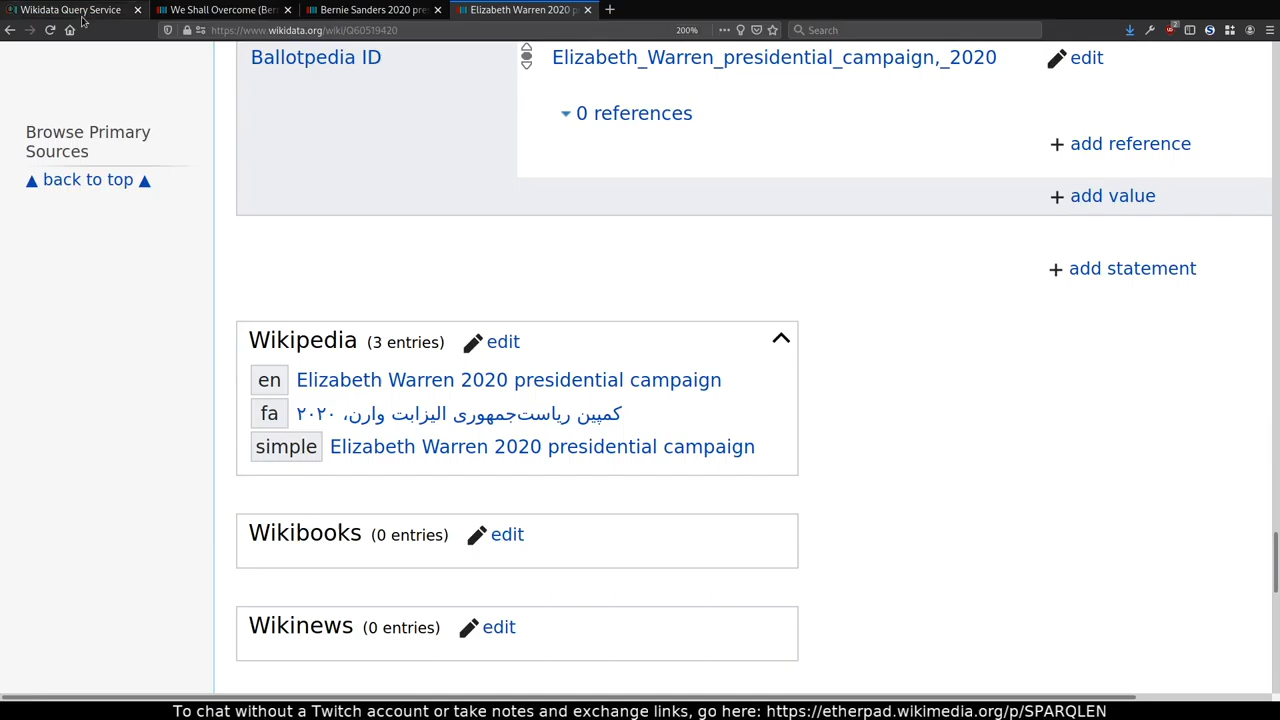 Wikidata Query Service
We Shall Overcome (Ber
Bernie Sanders 2020 pre
Elizabeth Warren 2020 p
https://www.wikidata.org/wiki/Q60519420
200%
Search
2
Ballotpedia ID
Elizabeth_Warren_presidential_campaign,_2020
edit
0 references
Browse Primary
Sources
+ add reference
▲ back to top ▲
+ add value
+ add statement
Wikipedia (3 entries) edit
en Elizabeth Warren 2020 presidential campaign
fa کمپین ریاست‌جمهوری الیزابت وارن، ۲۰۲۰
simple Elizabeth Warren 2020 presidential campaign
Wikibooks (0 entries) edit
Wikinews (0 entries) edit
To chat without a Twitch account or take notes and exchange links, go here: https://etherpad.wikimedia.org/p/SPARQLEN